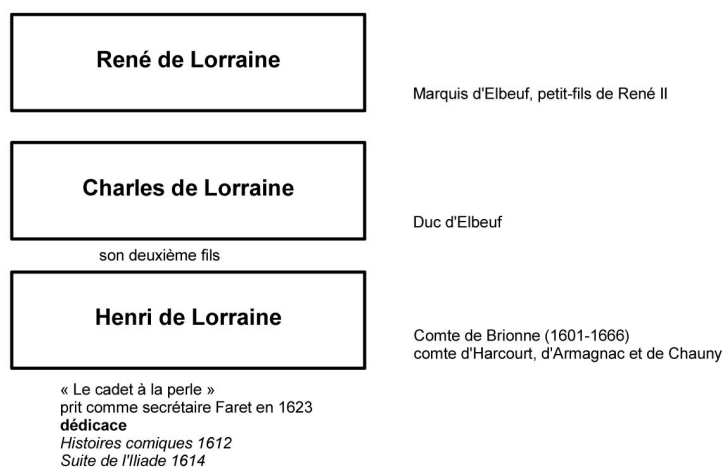 René de Lorraine
Marquis d'Elbeuf, petit-fils de René II
Charles de Lorraine
Duc d'Elbeuf
son deuxième fils
Henri de Lorraine
Comte de Brionne (1601-1666)
comte d'Harcourt, d'Armagnac et de Chauny
« Le cadet à la perle »
prit comme secrétaire Faret en 1623
dédicace
Histoires comiques 1612
Suite de l'Iliade 1614